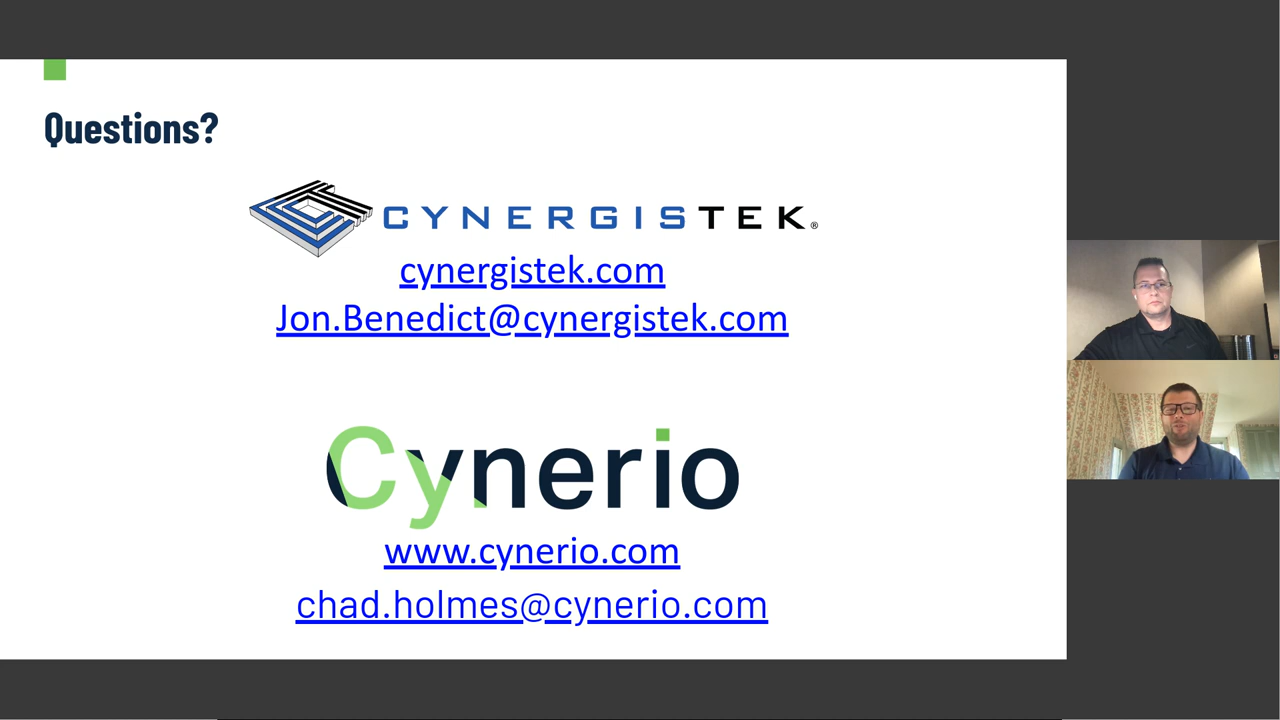 Questions?
CYNERGISTEK®
cynergistek.com
Jon.Benedict@cynergistek.com
Cynerio
www.cynerio.com
chad.holmes@cynerio.com